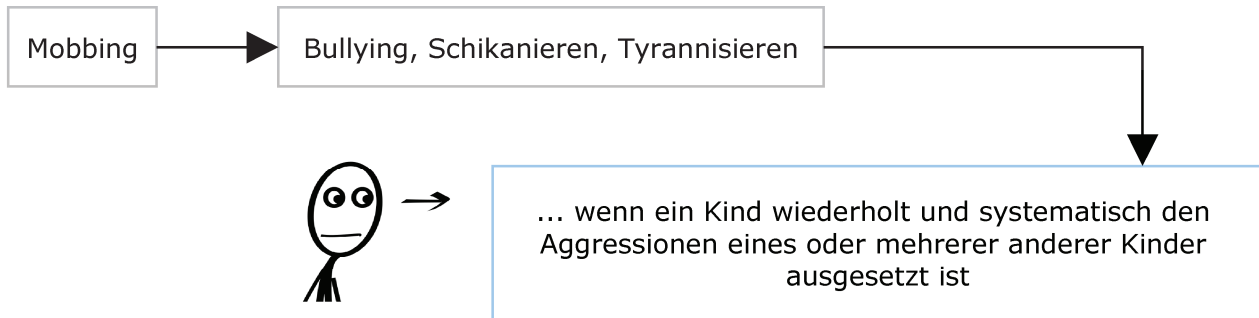 Mobbing
Bullying, Schikanieren, Tyrannisieren
... wenn ein Kind wiederholt und systematisch den
Aggressionen eines oder mehrerer anderer Kinder
ausgesetzt ist